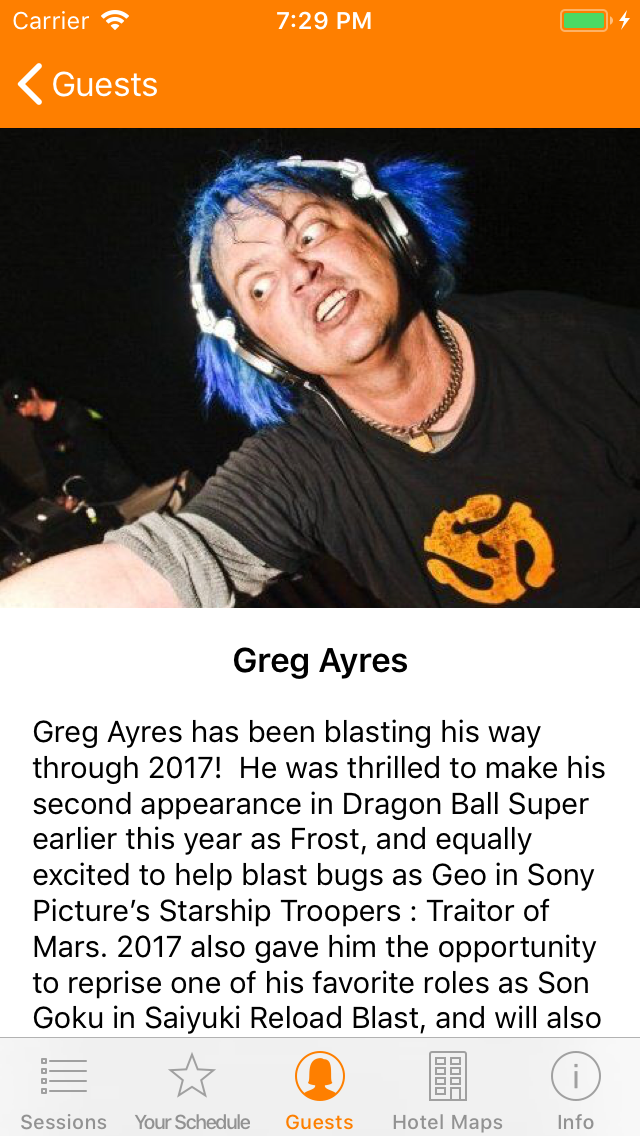 Carrier 7:29 PM
Guests
Greg Ayres
Greg Ayres has been blasting his way
through 2017!  He was thrilled to make his
second appearance in Dragon Ball Super
earlier this year as Frost, and equally
excited to help blast bugs as Geo in Sony
Picture’s Starship Troopers : Traitor of
Mars. 2017 also gave him the opportunity
to reprise one of his favorite roles as Son
Goku in Saiyuki Reload Blast, and will also
Sessions Your Schedule Guests Hotel Maps Info